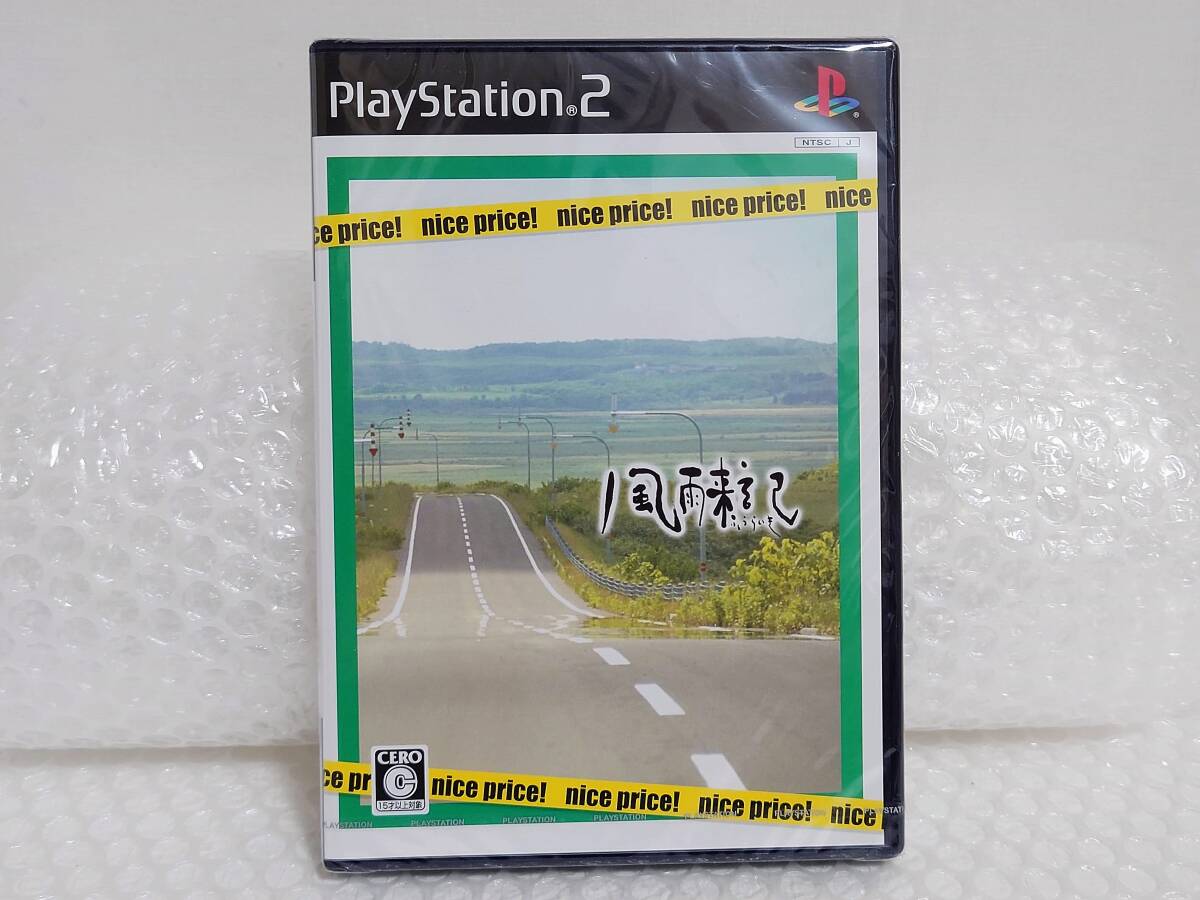 PlayStation®2
NTSC J
ce price! nice price! nice price! nice price! nice
風雨来記
ふうらいき
CERO
C
15才以上対象
ce pr nice price! nice price! nice price! nice
PLAYSTATION PLAYSTATION PLAYSTATION PLAYSTATION PLAYSTATION PLAYSTATION PLAYSTATION